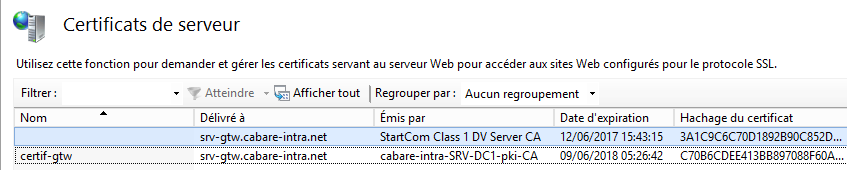 Certificats de serveur
Utilisez cette fonction pour demander et gérer les certificats servant au serveur Web pour accéder aux sites Web configurés pour le protocole SSL.
Filtrer : Atteindre Afficher tout Regrouper par : Aucun regroupement
Nom Délivré à Émis par Date d'expiration Hachage du certificat
srv-gtw.cabare-intra.net StartCom Class 1 DV Server CA 12/06/2017 15:43:15 3A1C9C6C70D1892B90C852D...
certif-gtw srv-gtw.cabare-intra.net cabare-intra-SRV-DC1-pki-CA 09/06/2018 05:26:42 C70B6CDEE413BB897088F60A...